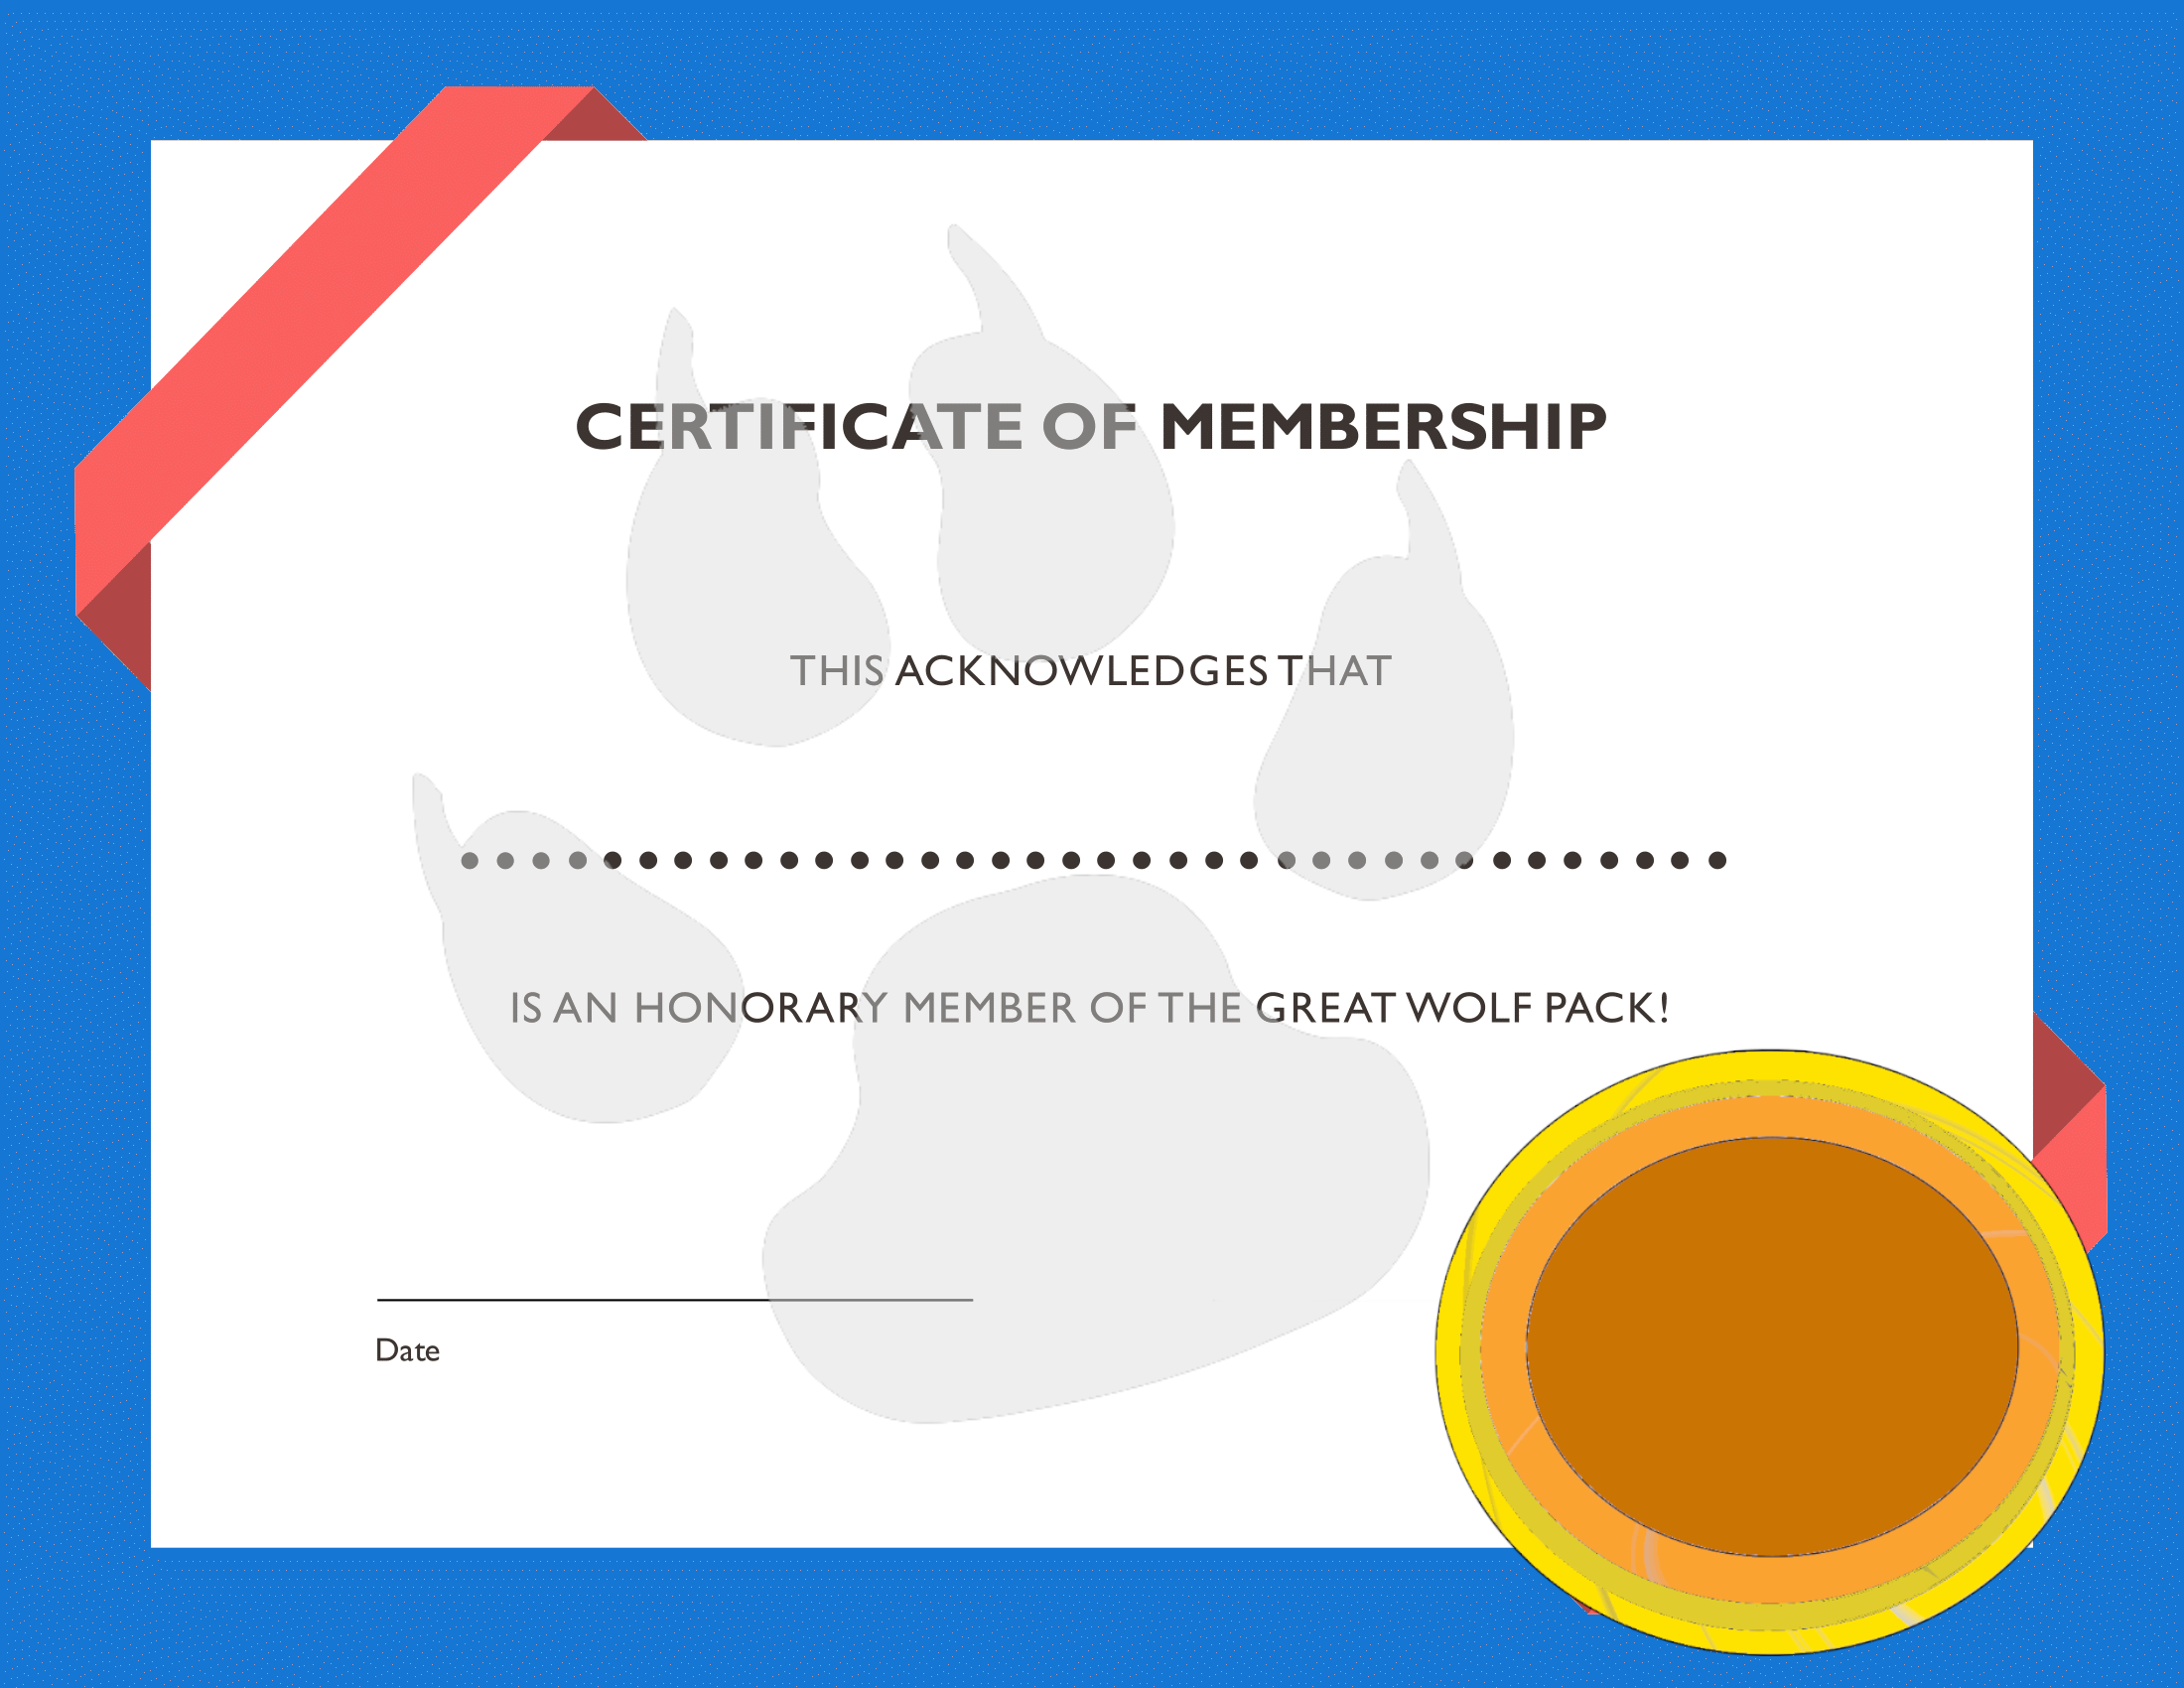 CERTIFICATE OF MEMBERSHIP
THIS ACKNOWLEDGES THAT
IS AN HONORARY MEMBER OF THE GREAT WOLF PACK!
Date